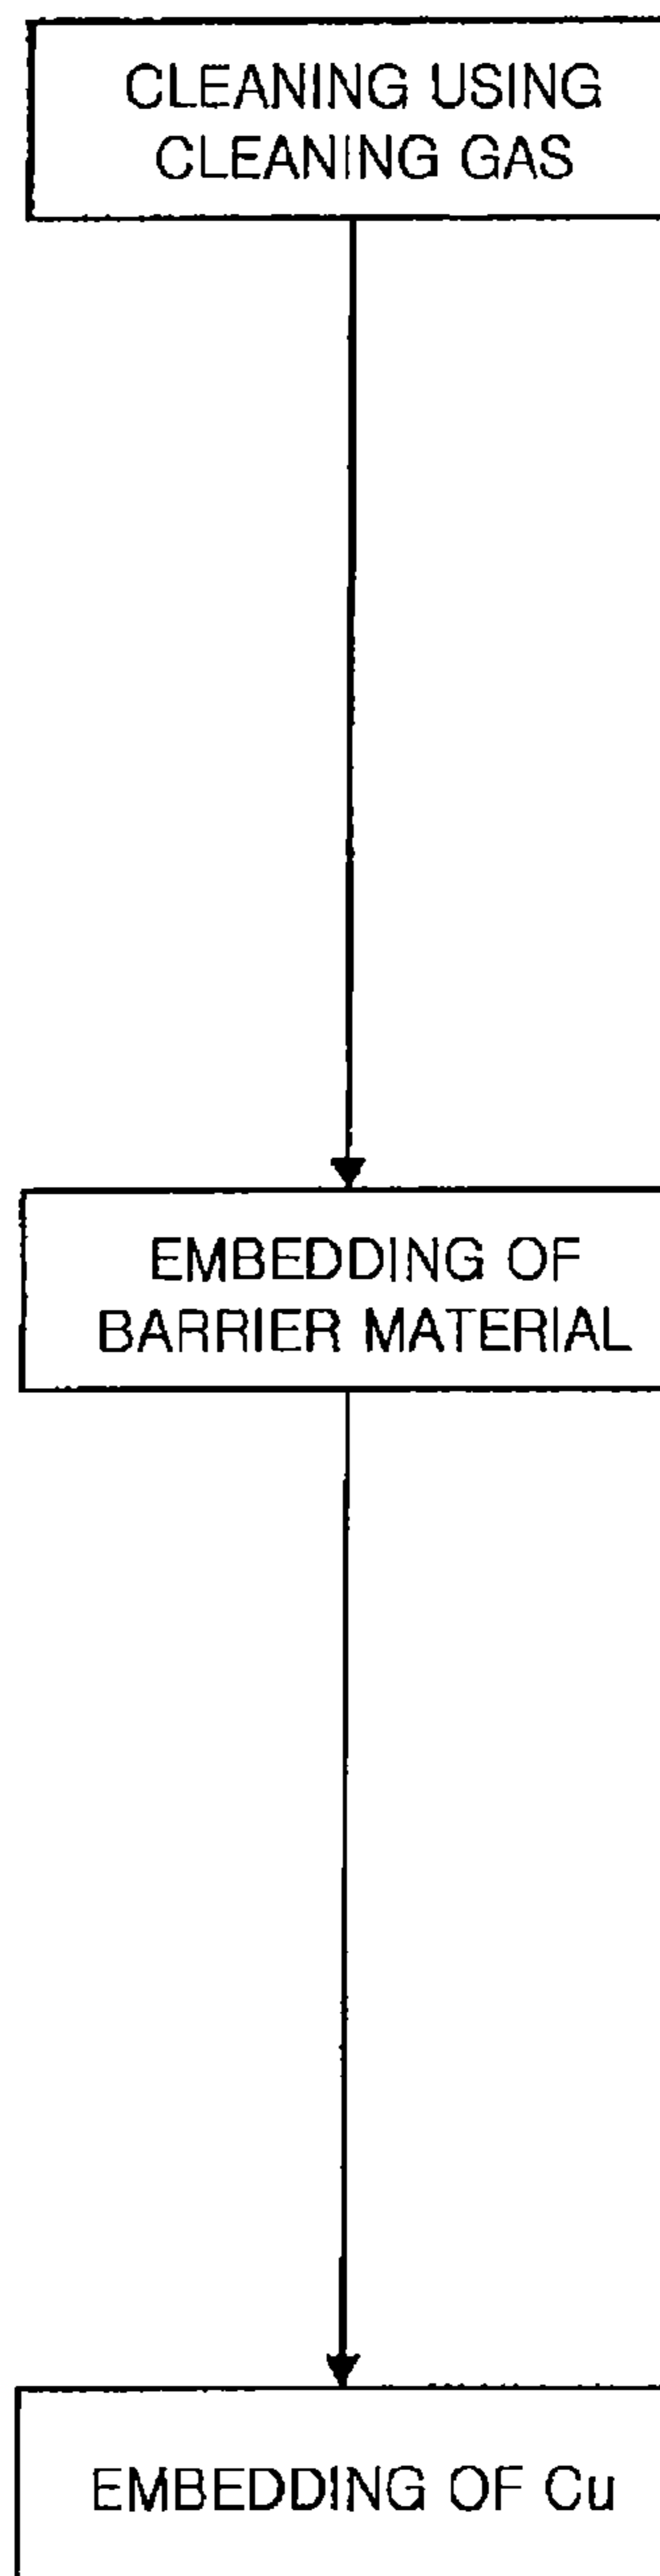 CLEANING USING
CLEANING GAS
EMBEDDING OF
BARRIER MATERIAL
EMBEDDING OF Cu